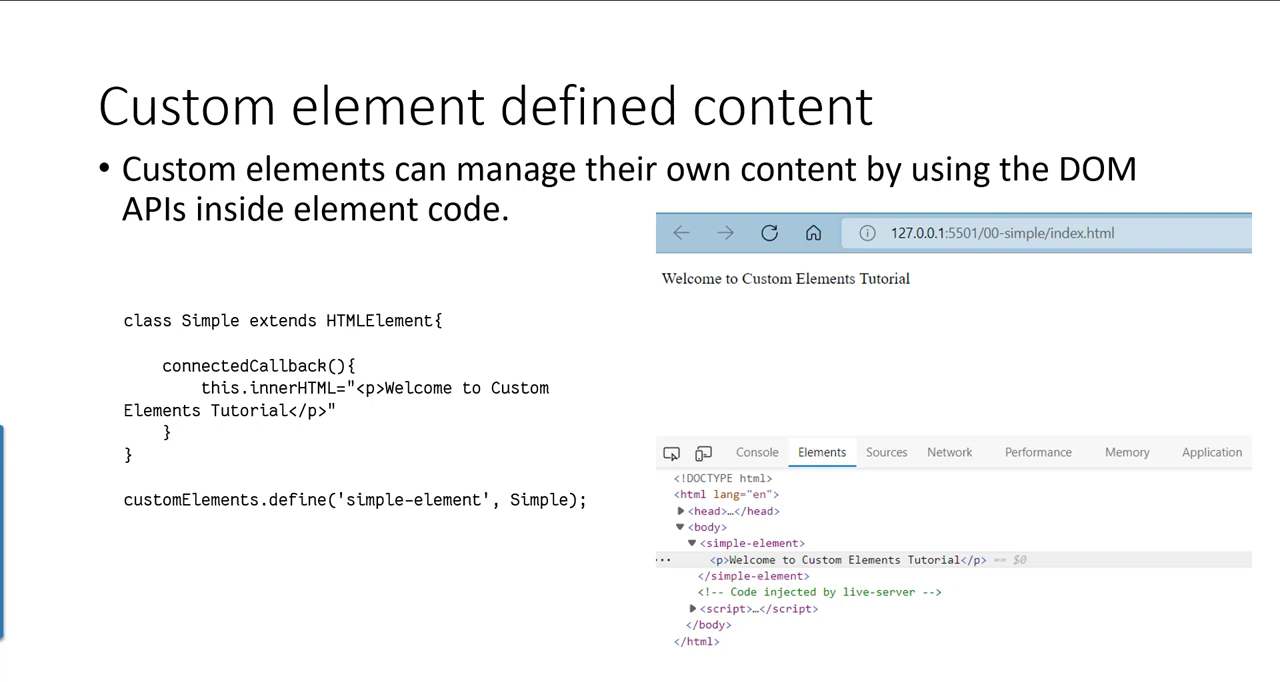 Custom element defined content
• Custom elements can manage their own content by using the DOM
APIs inside element code.
127.0.0.1:5501/00-simple/index.html
Welcome to Custom Elements Tutorial
class Simple extends HTMLElement{
connectedCallback(){
this.innerHTML="<p>Welcome to Custom
Elements Tutorial</p>"
}
}
customElements.define('simple-element', Simple);
Console Elements Sources Network Performance Memory Application
<!DOCTYPE html>
<html lang="en">
<head>…</head>
<body>
<simple-element>
<p>Welcome to Custom Elements Tutorial</p> == $0
</simple-element>
<!-- Code injected by live-server -->
<script>…</script>
</body>
</html>